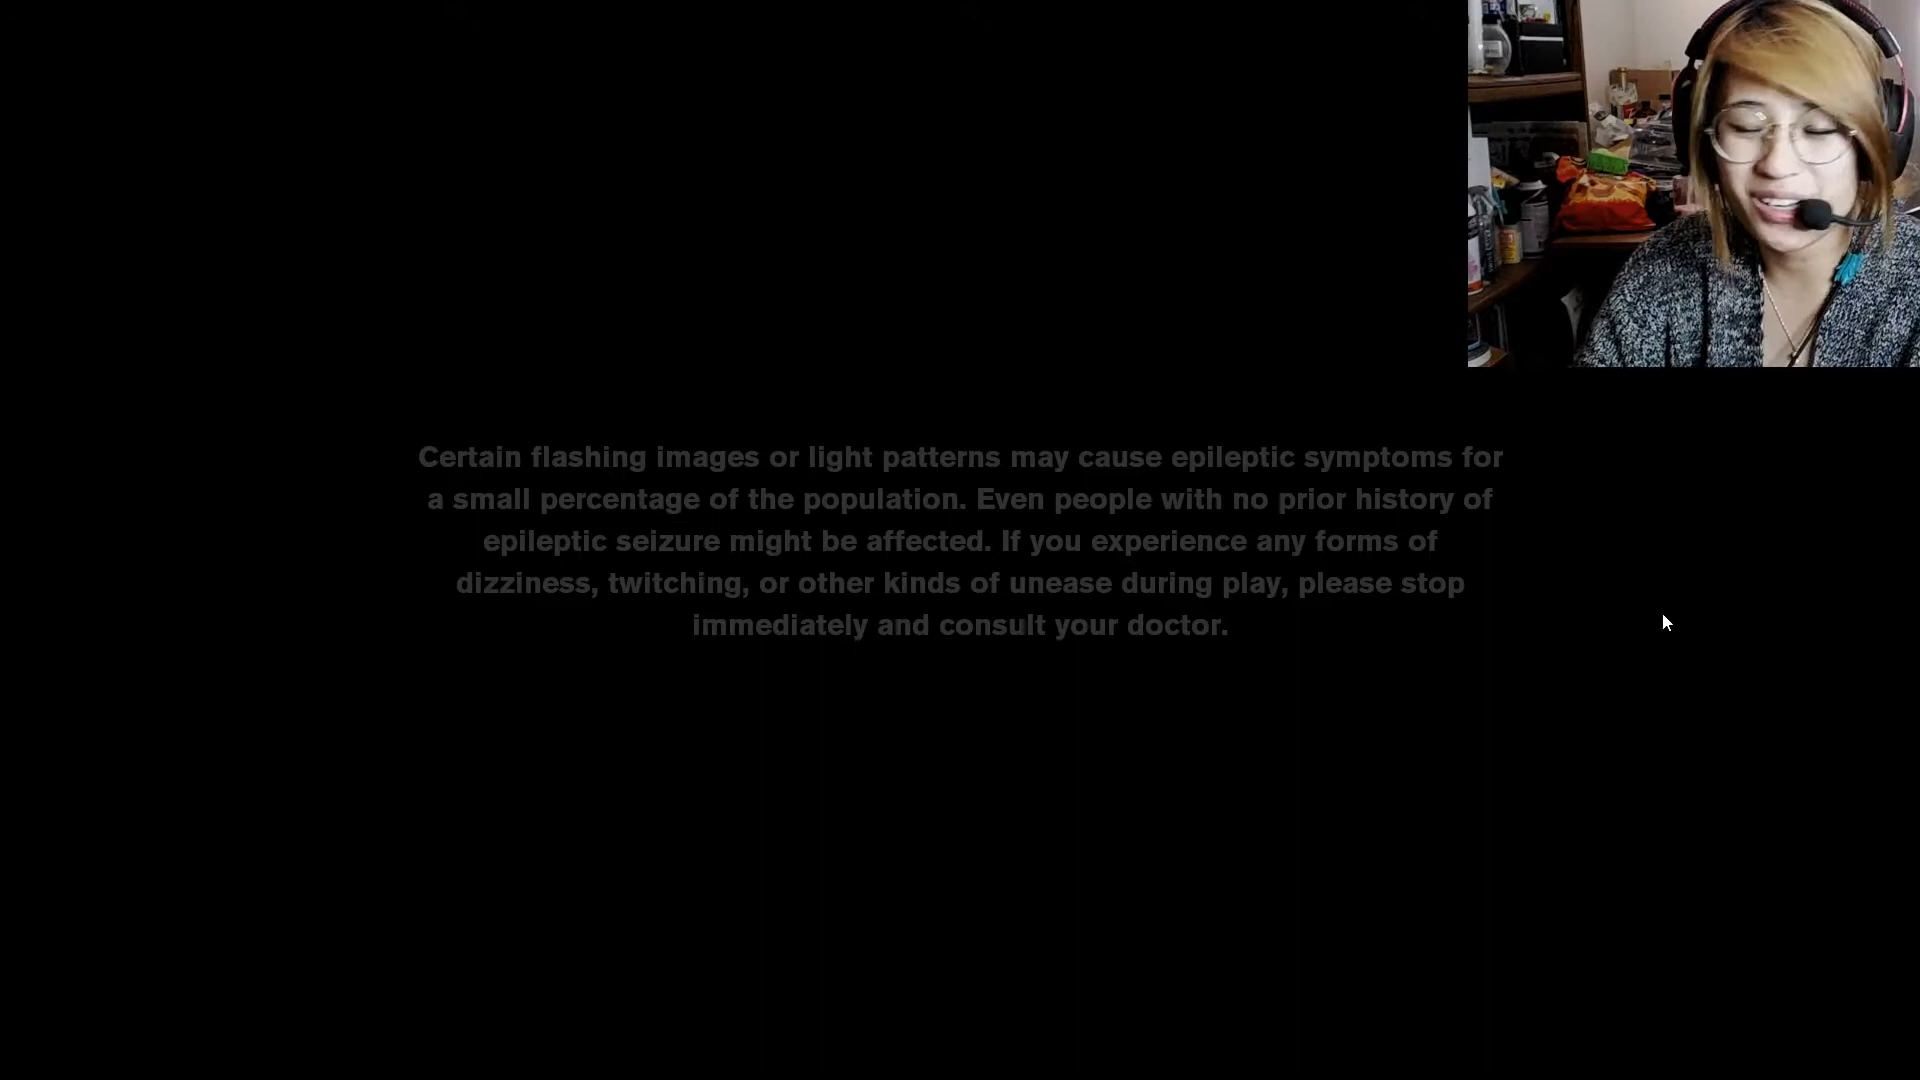 Certain flashing images or light patterns may cause epileptic symptoms for
a small percentage of the population. Even people with no prior history of
epileptic seizure might be affected. If you experience any forms of
dizziness, twitching, or other kinds of unease during play, please stop
immediately and consult your doctor.